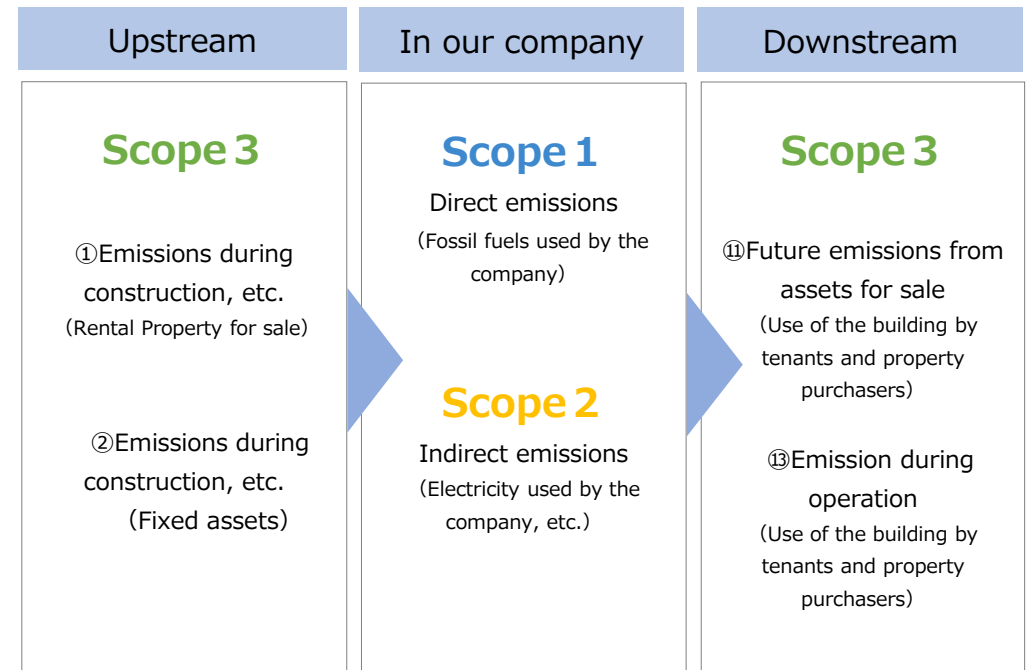 Upstream
Scope 3
①Emissions during
construction, etc.
（Rental Property for sale）
②Emissions during
construction, etc.
（Fixed assets）
In our company
Scope 1
Direct emissions
（Fossil fuels used by the
company）
Scope 2
Indirect emissions
（Electricity used by the
company, etc.）
Downstream
Scope 3
⑪Future emissions from
assets for sale
（Use of the building by
tenants and property
purchasers）
⑬Emission during
operation
（Use of the building by
tenants and property
purchasers）